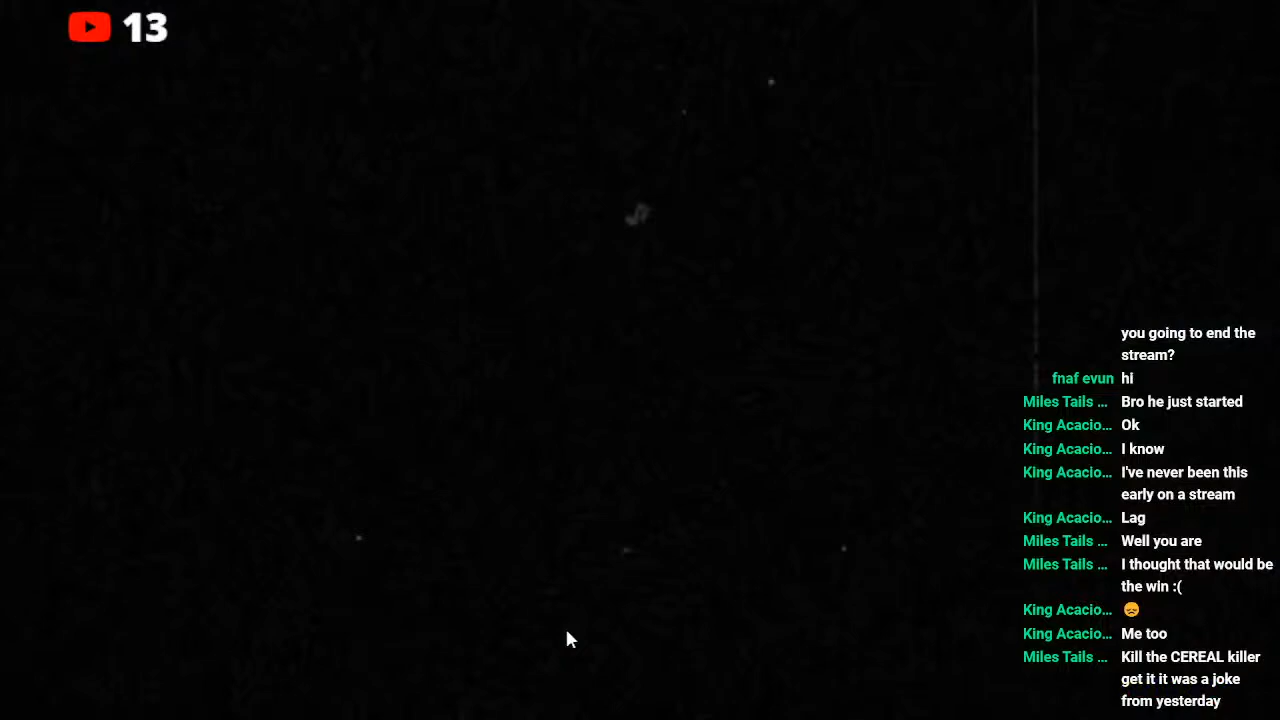 13
you going to end the
stream?
fnaf evun hi
Miles Tails ... Bro he just started
King Acacio... Ok
King Acacio... I know
King Acacio... I've never been this
early on a stream
King Acacio... Lag
Miles Tails ... Well you are
Miles Tails ... I thought that would be
the win :(
King Acacio... 😞
King Acacio... Me too
Miles Tails ... Kill the CEREAL killer
get it it was a joke
from yesterday